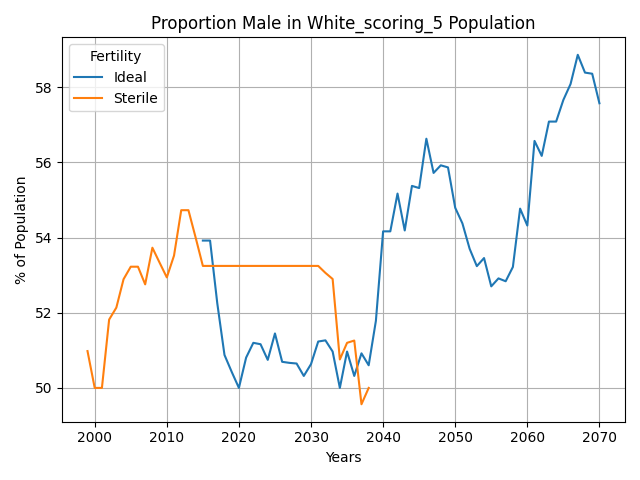 Proportion Male in White_scoring_5 Population
Fertility
Ideal
Sterile
% of Population
58
56
54
52
50
2000 2010 2020 2030 2040 2050 2060 2070
Years